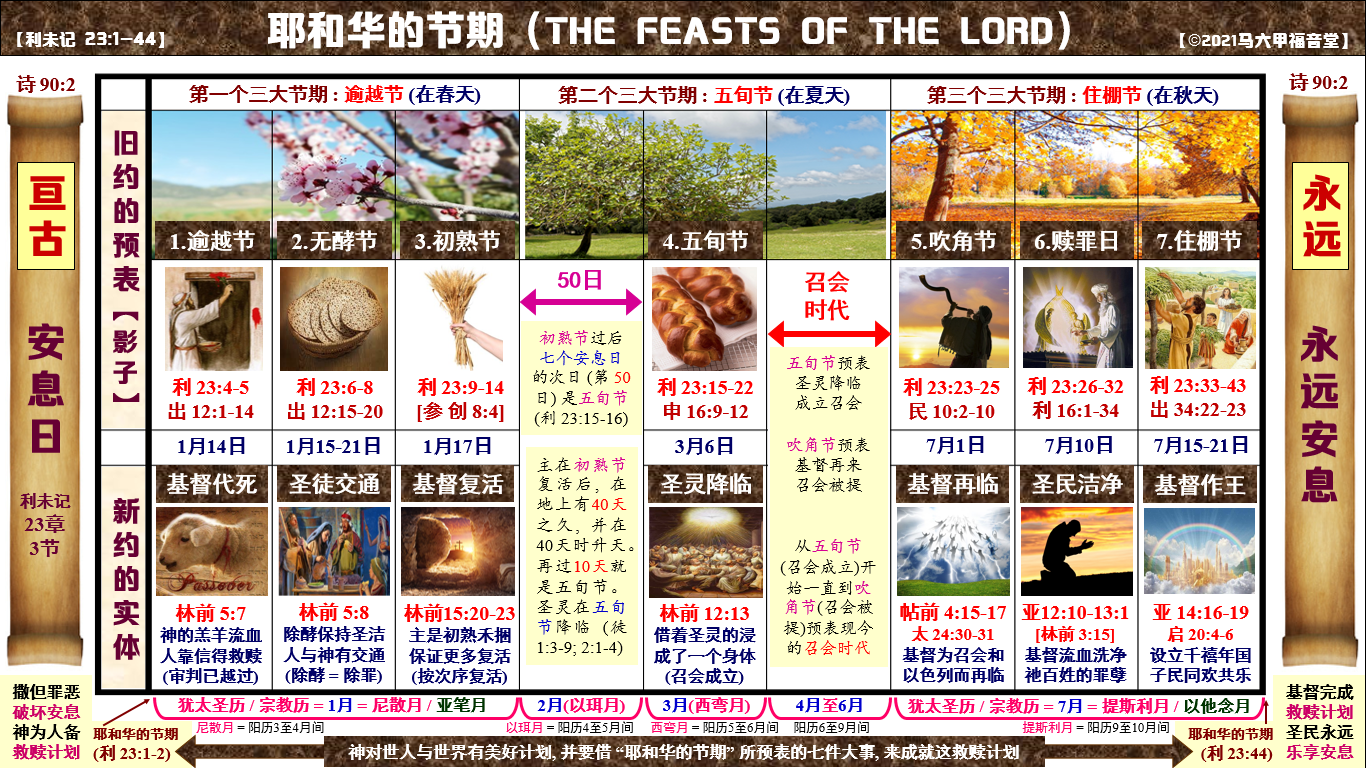 【利未记 23:1-44】
耶和华的节期（THE FEASTS OF THE LORD）
【©2021马六甲福音堂】
诗 90:2
亘古
安息日
利未记
23章
3节
撒但罪恶
破坏安息
神为人备
救赎计划
第一个三大节期 : 逾越节 (在春天)
第二个三大节期 : 五旬节 (在夏天)
第三个三大节期 : 住棚节 (在秋天)
旧约的预表【影子】
1.逾越节
2.无酵节
3.初熟节
4.五旬节
5.吹角节
6.赎罪日
7.住棚节
利 23:4-5
出 12:1-14
利 23:6-8
出 12:15-20
利 23:9-14
[参 创 8:4]
50日
初熟节过后
七个安息日
的次日 (第 50
日) 是五旬节
(利 23:15-16)
利 23:15-22
申 16:9-12
召会
时代
五旬节预表
圣灵降临
成立召会
吹角节预表
基督再来
召会被提
从五旬节
(召会成立)开
始一直到吹
角节(召会被
提)预表现今
的召会时代
利 23:23-25
民 10:2-10
利 23:26-32
利 16:1-34
利 23:33-43
出 34:22-23
1月14日
1月15-21日
1月17日
3月6日
7月1日
7月10日
7月15-21日
新约的实体
基督代死
圣徒交通
基督复活
圣灵降临
基督再临
圣民洁净
基督作王
Passover
主在初熟节
复活后，在
地上有40天
之久，并在
40天时升天。
再过10天就
是五旬节。
圣灵在五旬
节降临 (徒
1:3-9; 2:1-4)
林前 5:7
神的羔羊流血
人靠信得救赎
(审判已越过)
林前 5:8
除酵保持圣洁
人与神有交通
(除酵 = 除罪)
林前15:20-23
主是初熟禾捆
保证更多复活
(按次序复活)
林前 12:13
借着圣灵的浸
成了一个身体
(召会成立)
帖前 4:15-17
太 24:30-31
基督为召会和
以色列而再临
亚12:10-13:1
[林前 3:15]
基督流血洗净
祂百姓的罪孽
亚 14:16-19
启 20:4-6
设立千禧年国
子民同欢共乐
犹太圣历 / 宗教历 = 1月 = 尼散月 / 亚笔月
2月(以珥月)
3月(西弯月)
4月至6月
犹太圣历 / 宗教历 = 7月 = 提斯利月 / 以他念月
尼散月 = 阳历3至4月间
以珥月 = 阳历4至5月间
西弯月 = 阳历5至6月间
阳历6至9月间
提斯利月 = 阳历9至10月间
耶和华的节期
(利 23:1-2)
神对世人与世界有美好计划, 并要借 “耶和华的节期” 所预表的七件大事, 来成就这救赎计划
耶和华的节期
(利 23:44)
诗 90:2
永远
永远安息
基督完成
救赎计划
圣民永远
乐享安息